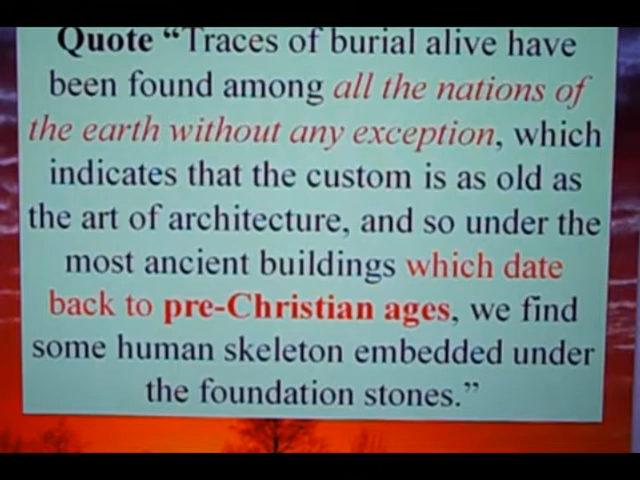 Quote “Traces of burial alive have
been found among all the nations of
the earth without any exception, which
indicates that the custom is as old as
the art of architecture, and so under the
most ancient buildings which date
back to pre-Christian ages, we find
some human skeleton embedded under
the foundation stones.”